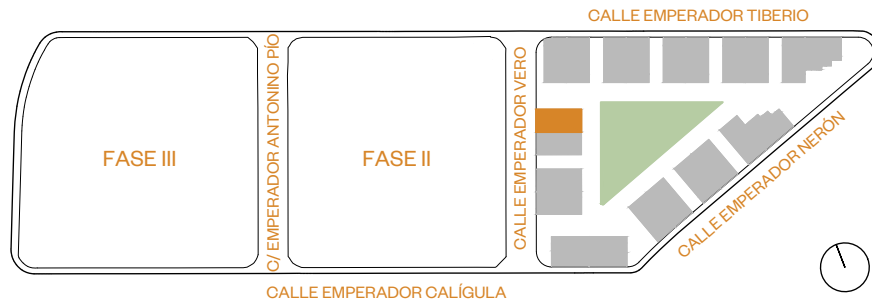 CALLE EMPERADOR TIBERIO
C/ EMPERADOR ANTONINO PÍO
CALLE EMPERADOR VERO
FASE III
FASE II
CALLE EMPERADOR NERÓN
CALLE EMPERADOR CALÍGULA